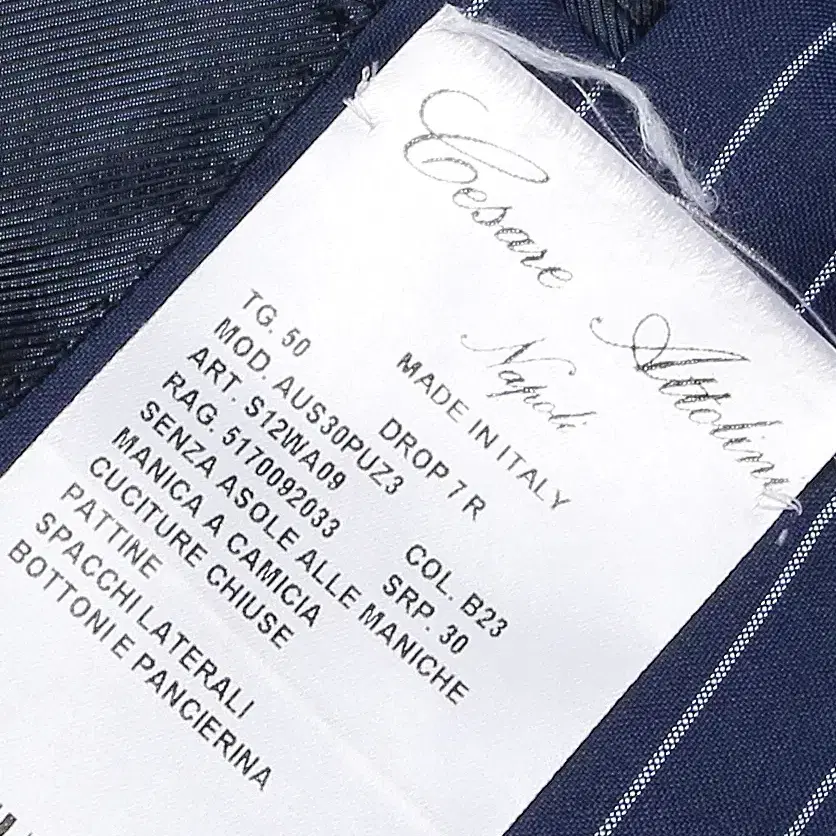 Cesare Attolini
Napoli
MADE IN ITALY
TG. 50 DROP 7 R
MOD. AUS30PUZ3
ART. S12WA09 COL. B23
RAG. 5170092033 SRP. 30
SENZA ASOLE ALLE MANICHE
MANICA A CAMICIA
CUCITURE CHIUSE
PATTINE
SPACCHI LATERALI
BOTTONI E PANCIERINA